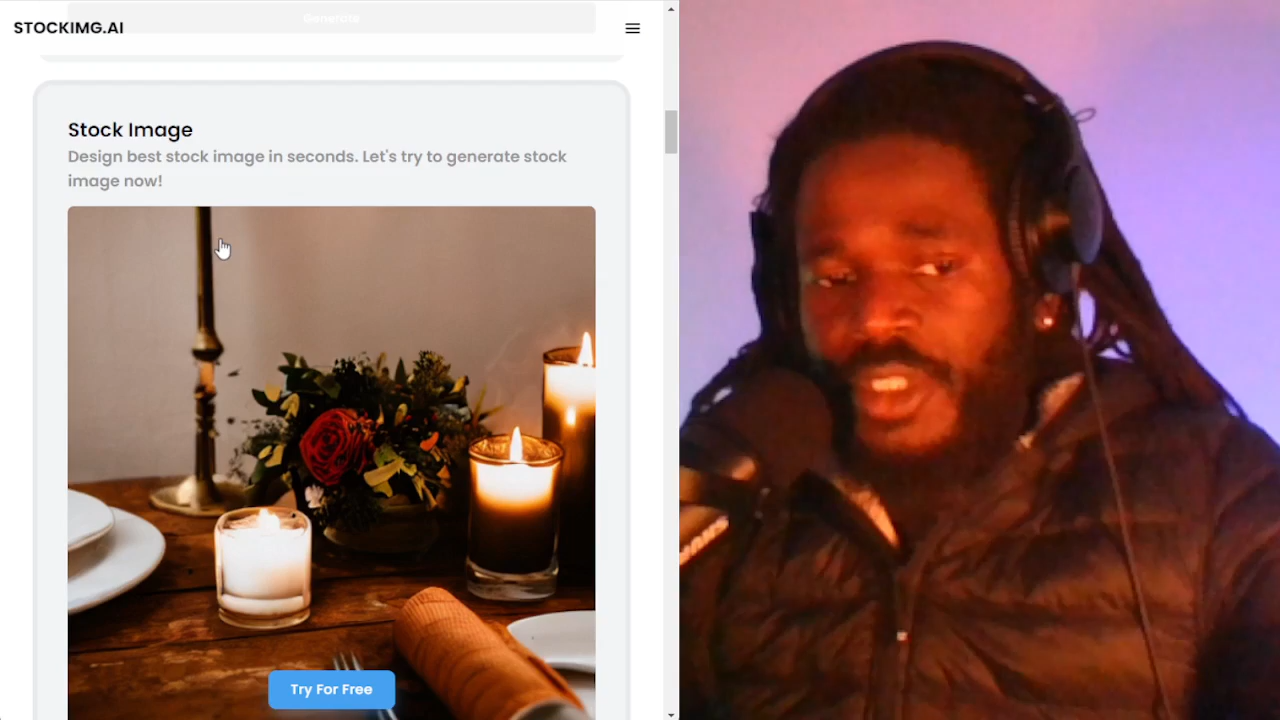 Generate
STOCKIMG.AI
Stock Image
Design best stock image in seconds. Let's try to generate stock
image now!
Try For Free